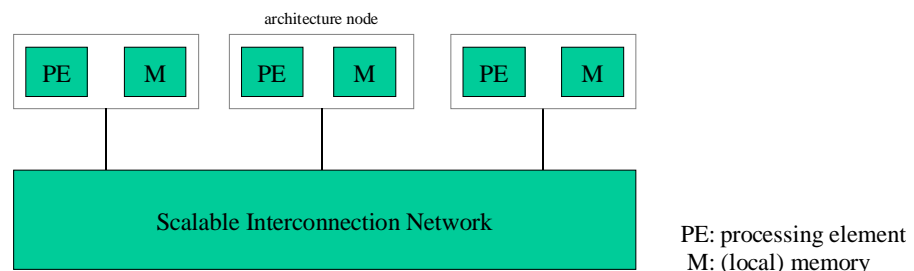 architecture node
PE M PE M PE M
Scalable Interconnection Network
PE: processing element
M: (local) memory